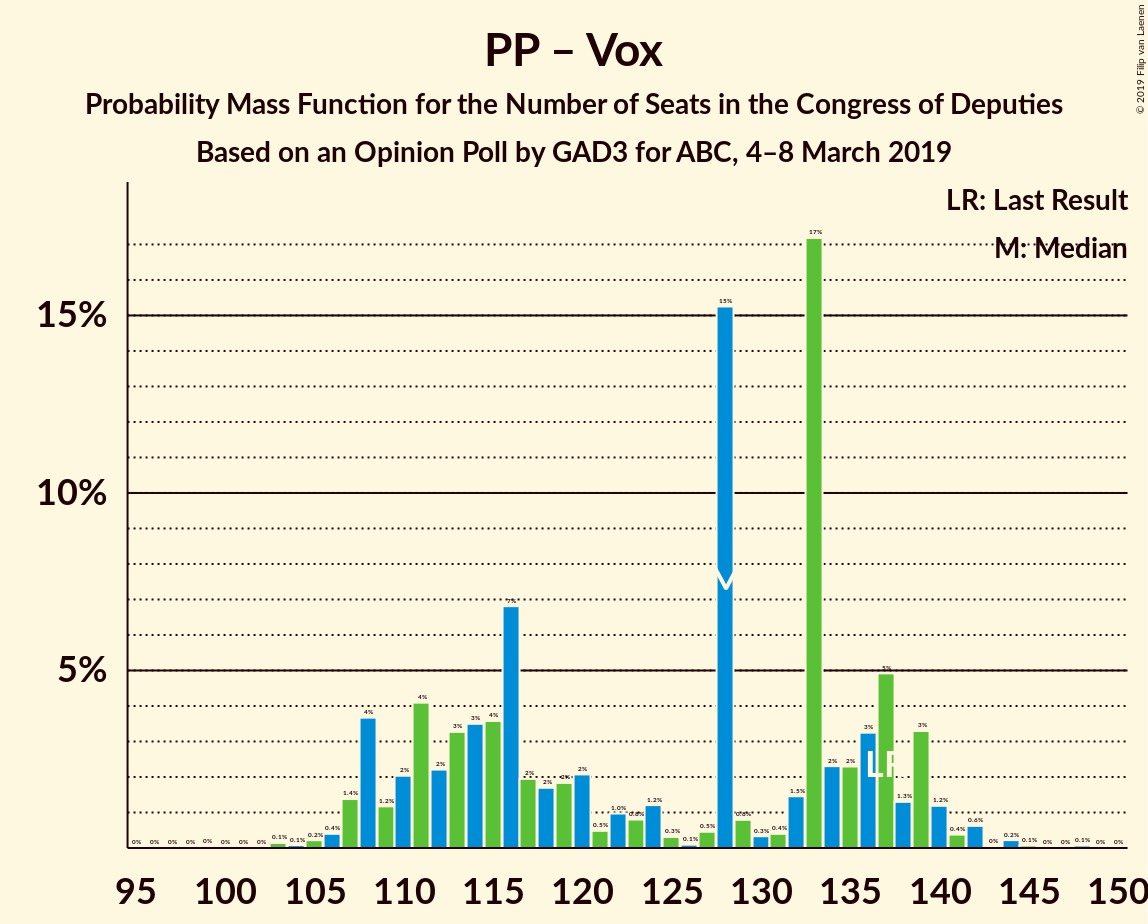 PP – Vox
Probability Mass Function for the Number of Seats in the Congress of Deputies
Based on an Opinion Poll by GAD3 for ABC, 4–8 March 2019
© 2019 Filip van Laenen
LR: Last Result
M: Median
15%
10%
5%
0% 0% 0% 0% 0% 0% 0% 0% 0.1% 0.1% 0.2% 0.4% 1.4% 4% 1.2% 2% 4% 2% 3% 3% 4% 7% 2% 2% 2% 2% 0.5% 1.0% 0.8% 1.2% 0.3% 0.1% 0.5% 15% 0.8% 0.3% 0.4% 1.5% 17% 2% 2% 3% 5% 1.3% 3% 1.2% 0.4% 0.6% 0% 0.2% 0.1% 0% 0% 0.1% 0% 0%
M
LR
95 100 105 110 115 120 125 130 135 140 145 150